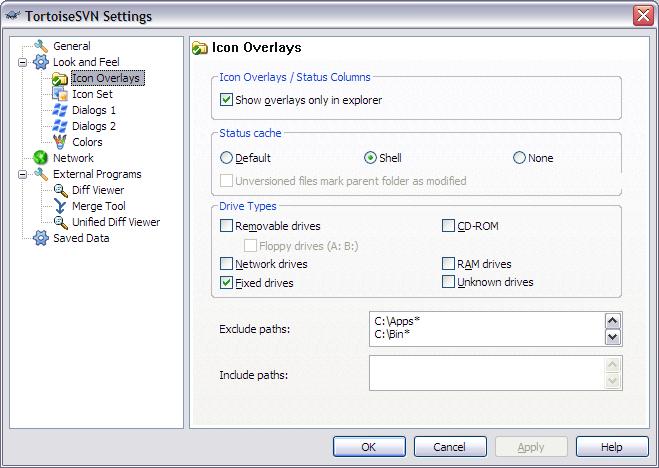 TortoiseSVN Settings
General
Look and Feel
Icon Overlays
Icon Set
Dialogs 1
Dialogs 2
Colors
Network
External Programs
Diff Viewer
Merge Tool
Unified Diff Viewer
Saved Data
Icon Overlays
Icon Overlays / Status Columns
Show overlays only in explorer
Status cache
Default Shell None
Unversioned files mark parent folder as modified
Drive Types
Removable drives CD-ROM
Floppy drives (A: B:)
Network drives RAM drives
Fixed drives Unknown drives
Exclude paths:
C:\Apps*
C:\Bin*
Include paths:
OK Cancel Apply Help